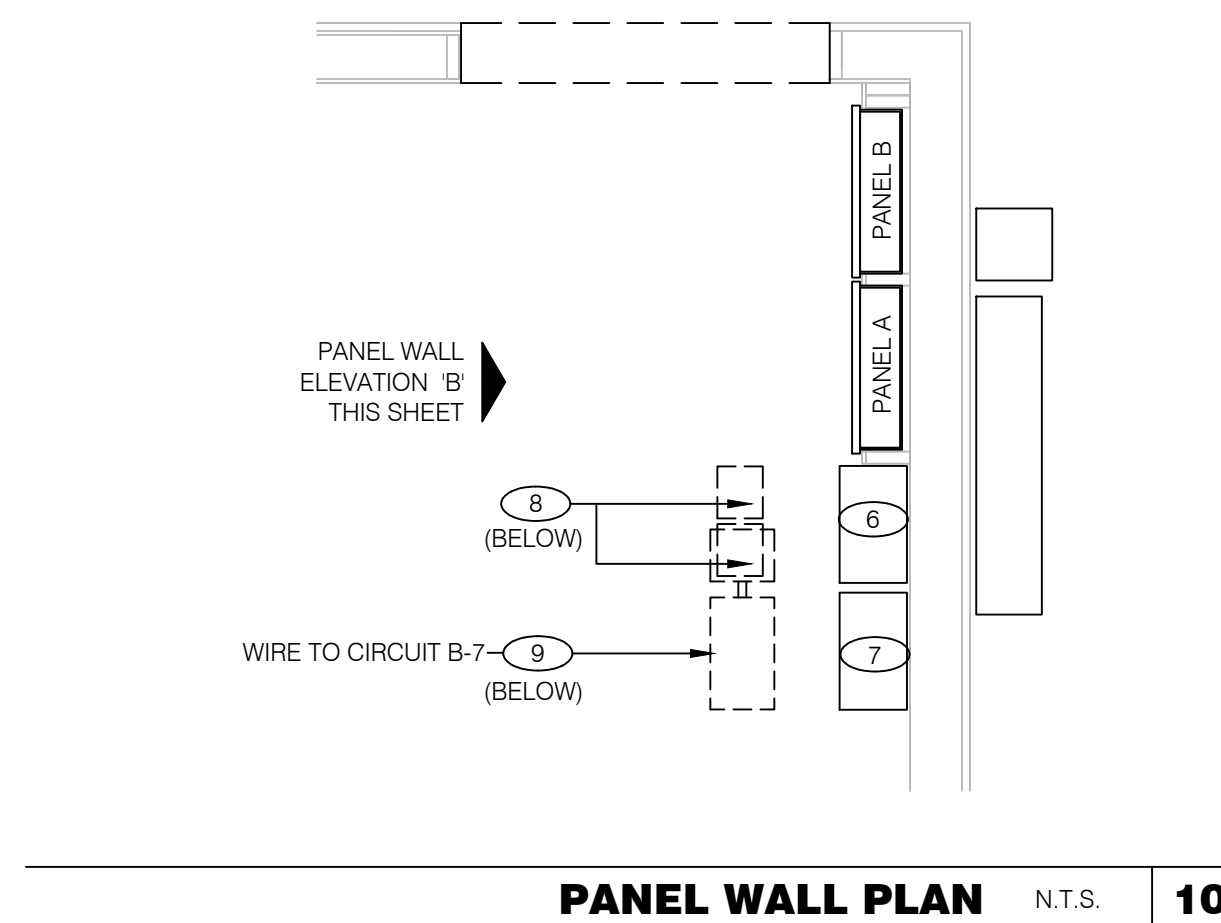 PANEL B
PANEL A
PANEL WALL
ELEVATION 'B'
THIS SHEET
8
(BELOW)
6
WIRE TO CIRCUIT B-7
9
(BELOW)
7
PANEL WALL PLAN
N.T.S.
10